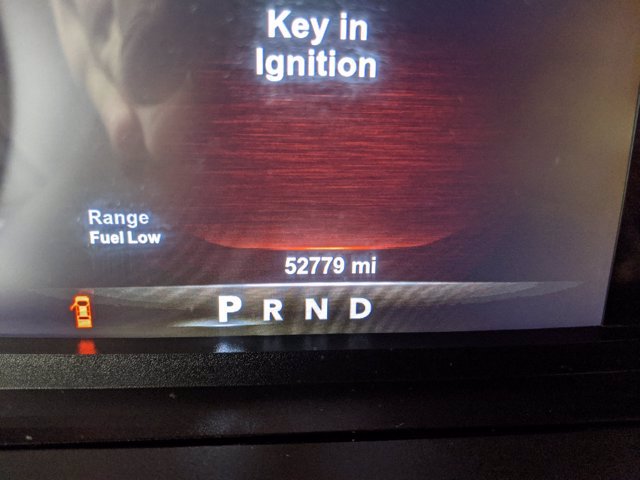 Key in
Ignition
Range
Fuel Low
52779 mi
P R N D